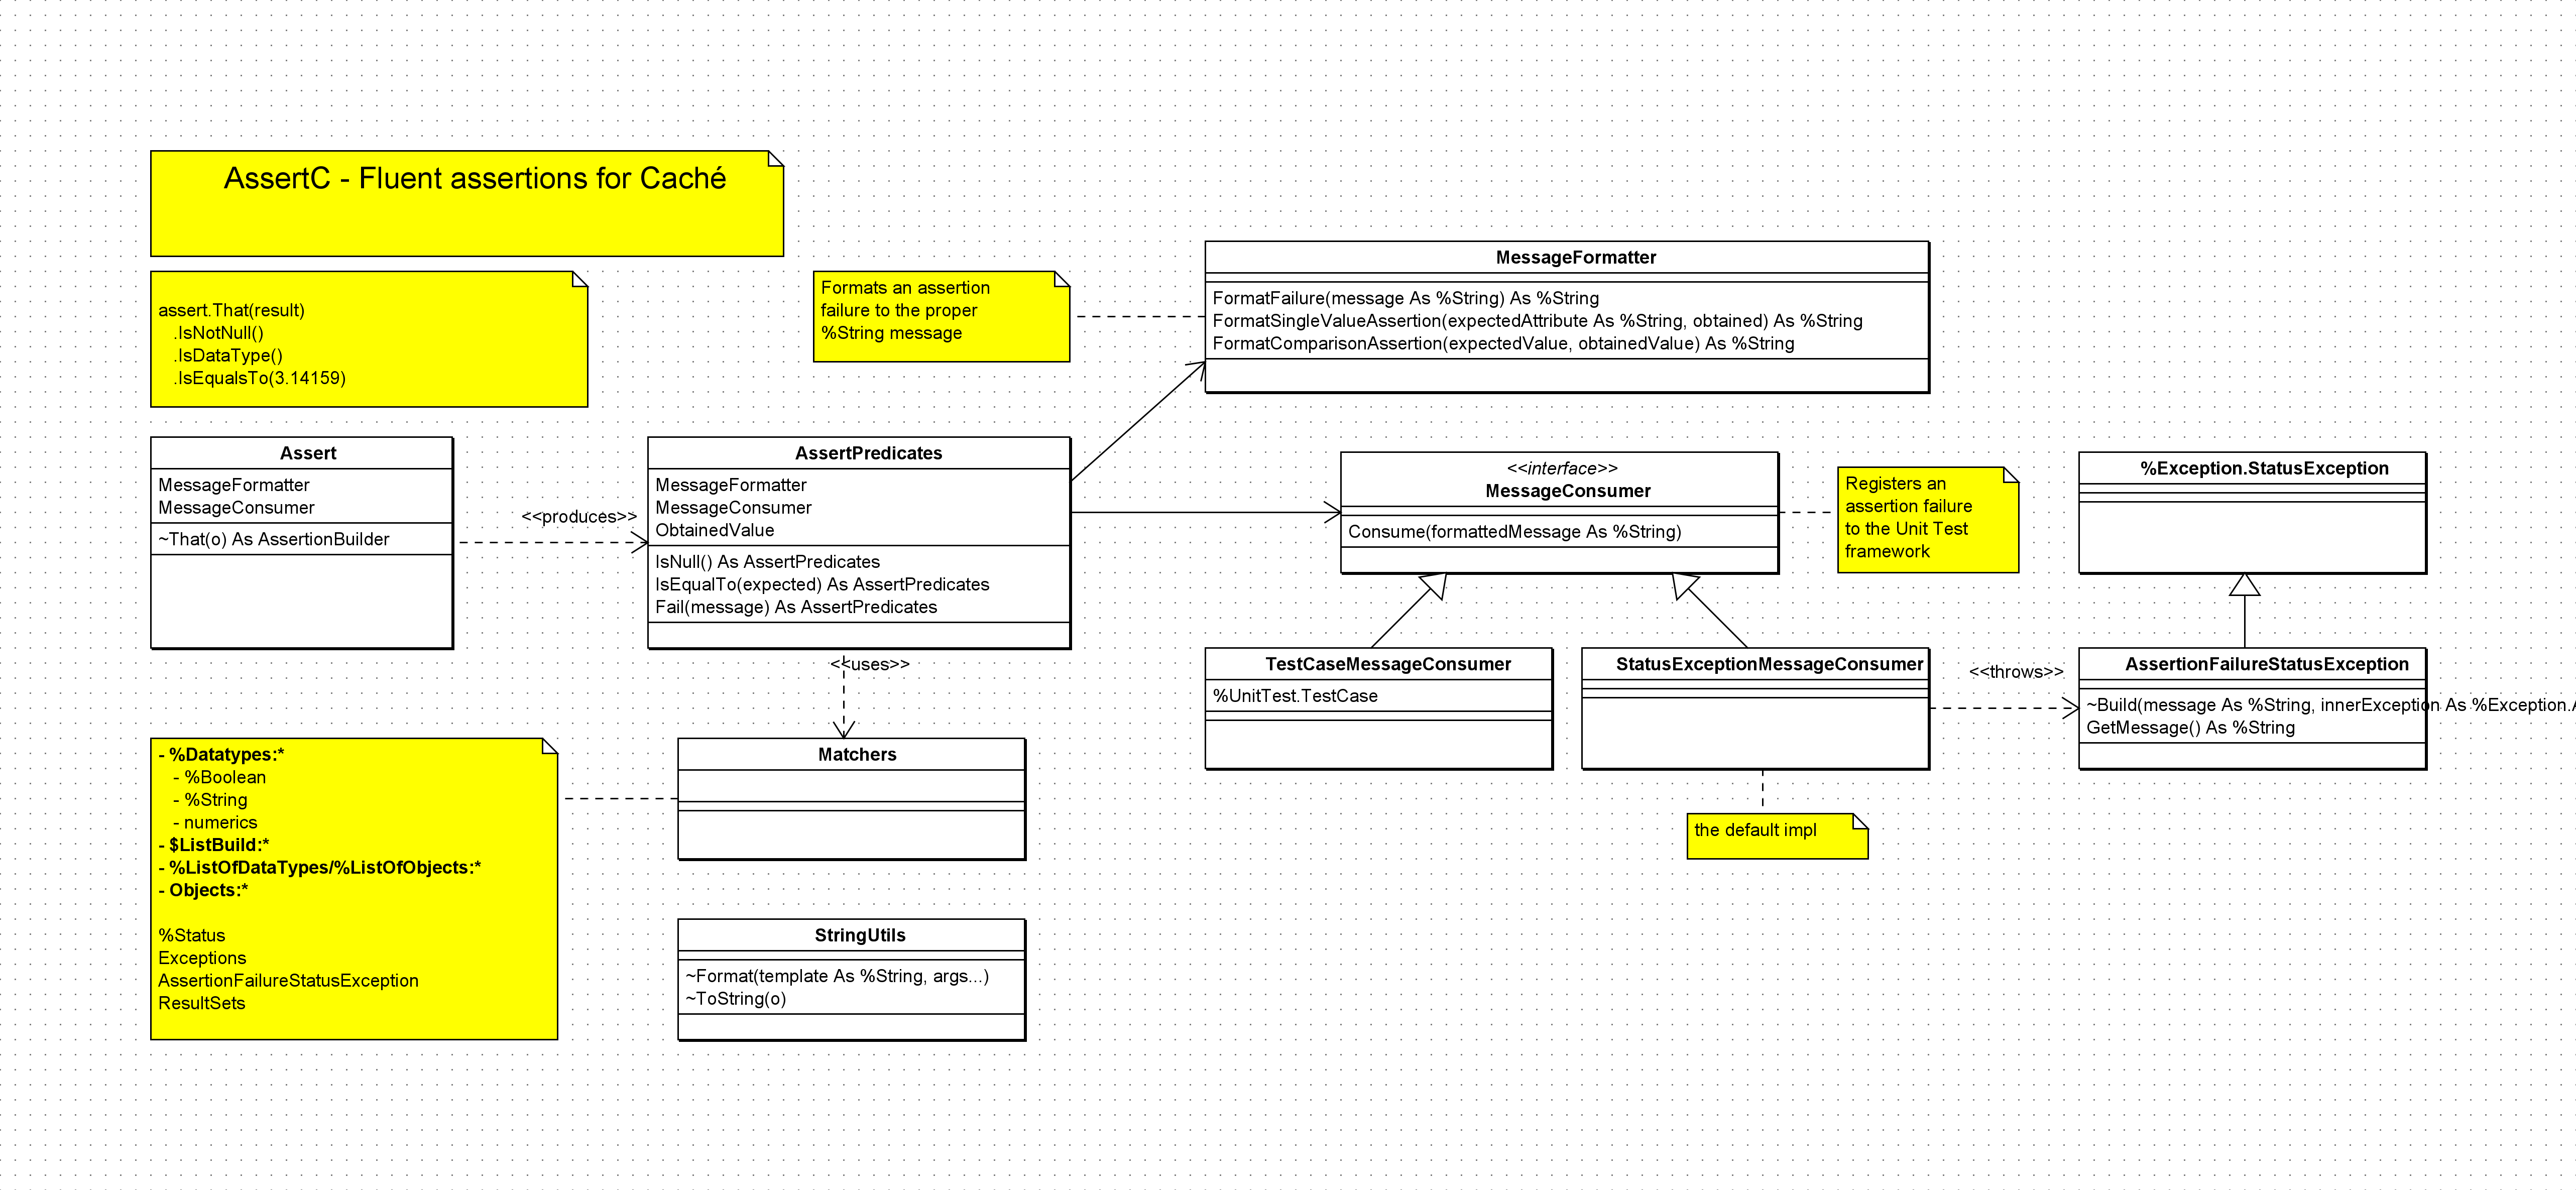 AssertC - Fluent assertions for Caché
assert.That(result)
.IsNotNull()
.IsDataType()
.IsEqualsTo(3.14159)
Formats an assertion
failure to the proper
%String message
MessageFormatter
FormatFailure(message As %String) As %String
FormatSingleValueAssertion(expectedAttribute As %String, obtained) As %String
FormatComparisonAssertion(expectedValue, obtainedValue) As %String
Assert
MessageFormatter
MessageConsumer
~That(o) As AssertionBuilder
<<produces>>
AssertPredicates
MessageFormatter
MessageConsumer
ObtainedValue
IsNull() As AssertPredicates
IsEqualTo(expected) As AssertPredicates
Fail(message) As AssertPredicates
<<interface>>
MessageConsumer
Consume(formattedMessage As %String)
Registers an
assertion failure
to the Unit Test
framework
%Exception.StatusException
<<uses>>
TestCaseMessageConsumer
%UnitTest.TestCase
StatusExceptionMessageConsumer
<<throws>>
AssertionFailureStatusException
~Build(message As %String, innerException As %Exception.A
GetMessage() As %String
- %Datatypes:*
- %Boolean
- %String
- numerics
- $ListBuild:*
- %ListOfDataTypes/%ListOfObjects:*
- Objects:*
%Status
Exceptions
AssertionFailureStatusException
ResultSets
Matchers
the default impl
StringUtils
~Format(template As %String, args...)
~ToString(o)